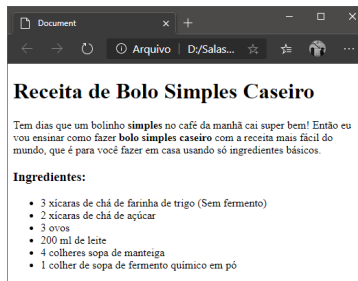 Document
Arquivo | D:/Salas...
Receita de Bolo Simples Caseiro
Tem dias que um bolinho simples no café da manhã cai super bem! Então eu
vou ensinar como fazer bolo simples caseiro com a receita mais fácil do
mundo, que é para você fazer em casa usando só ingredientes básicos.
Ingredientes:
3 xícaras de chá de farinha de trigo (Sem fermento)
2 xícaras de chá de açúcar
3 ovos
200 ml de leite
4 colheres sopa de manteiga
1 colher de sopa de fermento químico em pó